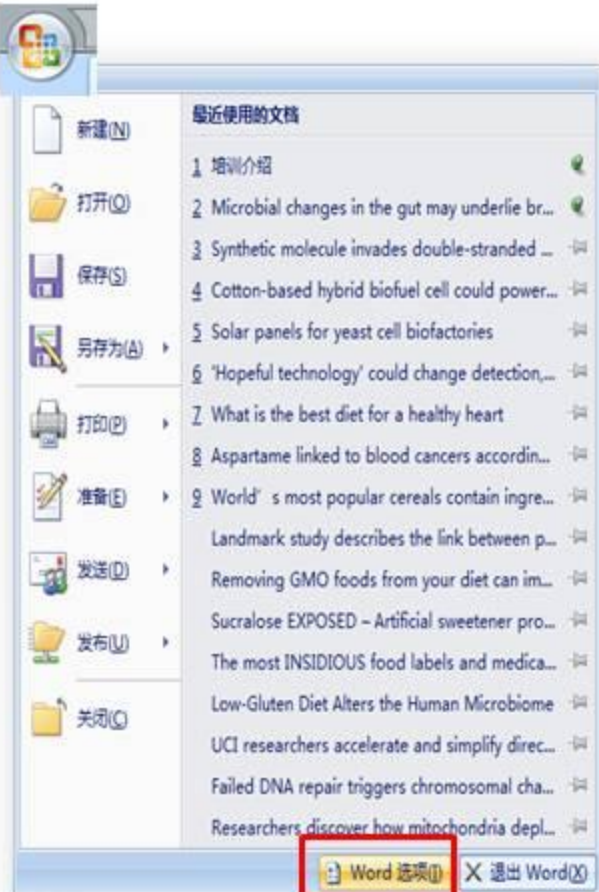 最近使用的文档
新建(N)
打开(O)
保存(S)
另存为(A)
打印(P)
准备(E)
发送(D)
发布(U)
关闭(C)
1 培训介绍
2 Microbial changes in the gut may underlie br...
3 Synthetic molecule invades double-stranded ...
4 Cotton-based hybrid biofuel cell could power...
5 Solar panels for yeast cell biofactories
6 'Hopeful technology' could change detection,...
7 What is the best diet for a healthy heart
8 Aspartame linked to blood cancers accordin...
9 World’s most popular cereals contain ingre...
Landmark study describes the link between p...
Removing GMO foods from your diet can im...
Sucralose EXPOSED – Artificial sweetener pro...
The most INSIDIOUS food labels and medica...
Low-Gluten Diet Alters the Human Microbiome
UCI researchers accelerate and simplify direc...
Failed DNA repair triggers chromosomal cha...
Researchers discover how mitochondria depl...
Word 选项(I)
退出 Word(X)